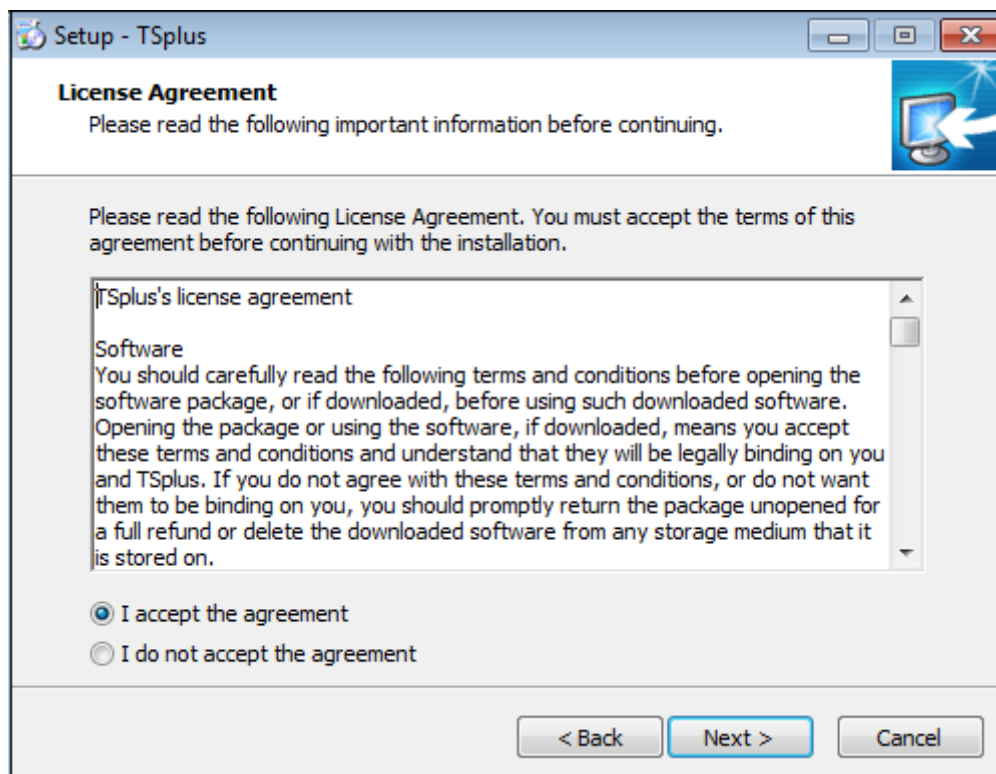 Setup - TSplus
License Agreement
Please read the following important information before continuing.
Please read the following License Agreement. You must accept the terms of this
agreement before continuing with the installation.
TSplus's license agreement
Software
You should carefully read the following terms and conditions before opening the
software package, or if downloaded, before using such downloaded software.
Opening the package or using the software, if downloaded, means you accept
these terms and conditions and understand that they will be legally binding on you
and TSplus. If you do not agree with these terms and conditions, or do not want
them to be binding on you, you should promptly return the package unopened for
a full refund or delete the downloaded software from any storage medium that it
is stored on.
I accept the agreement
I do not accept the agreement
< Back Next > Cancel